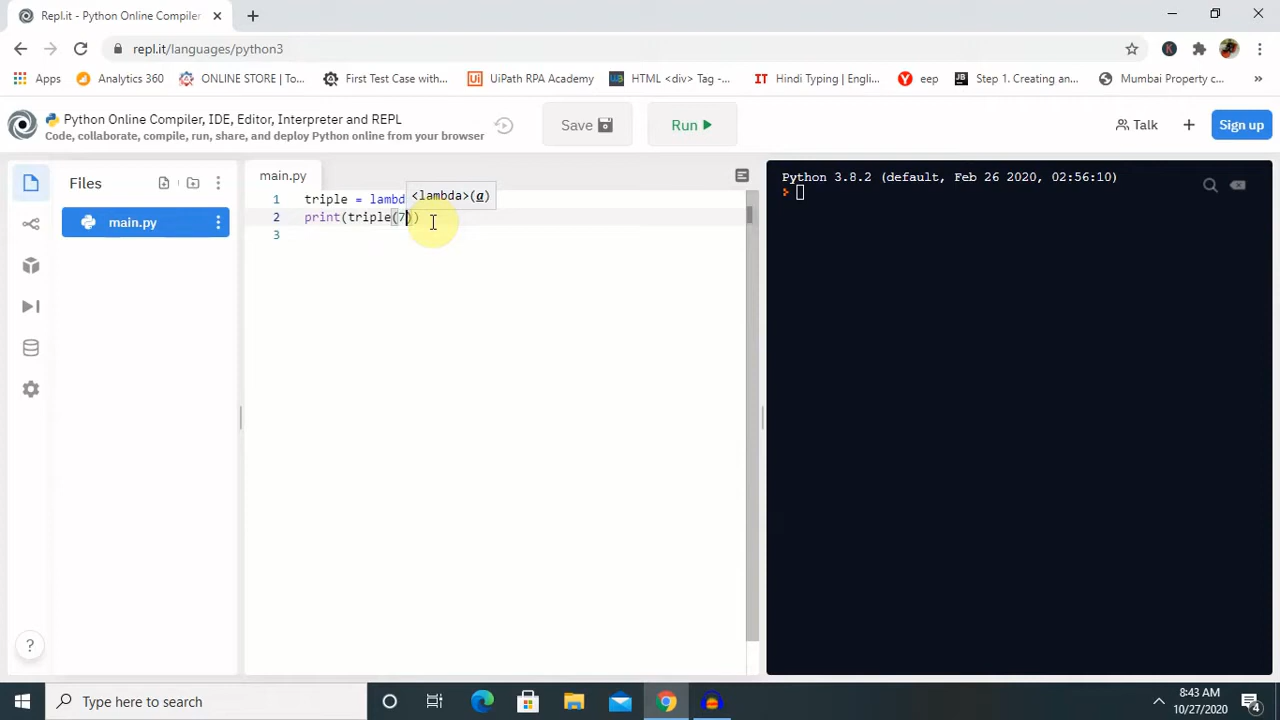 Repl.it - Python Online Compiler
repl.it/languages/python3
K
Apps
Analytics 360
ONLINE STORE | To...
First Test Case with...
Ui
UiPath RPA Academy
HTML <div> Tag -...
IT
Hindi Typing | Engli...
Y
eep
JB
Step 1. Creating an...
Mumbai Property c...
»
Python Online Compiler, IDE, Editor, Interpreter and REPL
Code, collaborate, compile, run, share, and deploy Python online from your browser
Save
Run
Talk
Sign up
Files
main.py
main.py
1 triple = lambd
<lambda>(a)
2 print(triple(7))
3
Python 3.8.2 (default, Feb 26 2020, 02:56:10)
?
Type here to search
8:43 AM
10/27/2020
4